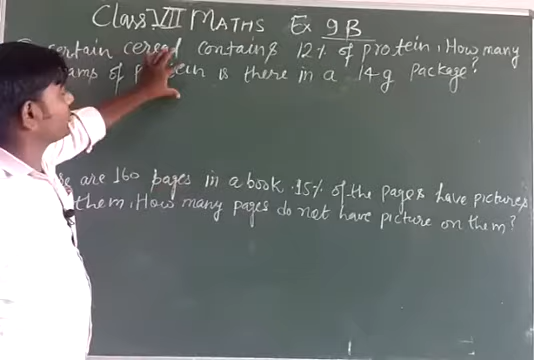 Class VII MATHS Ex 9B
certain cereal contains 12% of protein. How many
of protein is there in a 14g package?
are 160 pages in a book. 15% of the pages have pictures
them. How many pages do not have picture on them?